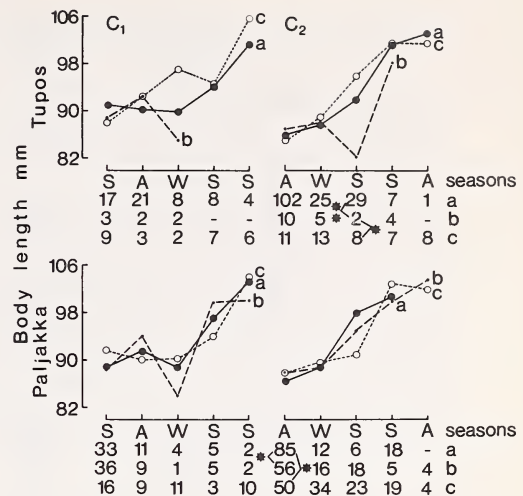 C1 C2
106
98
90
82
c
a
b
a
c
b
Tupos
S A W S S A W S S A seasons
17 21 8 8 4 102 25 * 29 7 1 a
3 2 2 - - 10 5 * 2 4 - b
9 3 2 7 6 11 13 8 * 7 8 c
Body length mm
Paljakka
106
98
90
82
c
a
b
b
c
a
S A W S S A W S S A seasons
33 11 4 5 2 * 85 12 6 18 - a
36 9 1 5 2 56 * 16 18 5 4 b
16 9 11 3 10 50 34 23 19 4 c